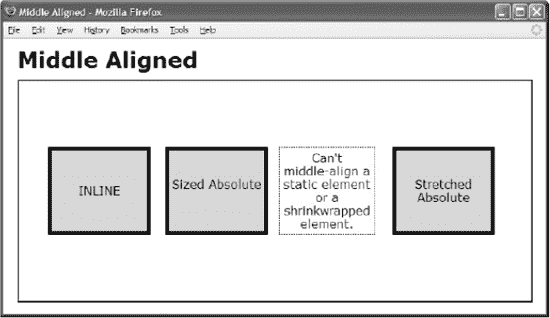 Middle Aligned - Mozilla Firefox
File Edit View History Bookmarks Tools Help
Middle Aligned
INLINE
Sized Absolute
Can't
middle-align a
static element
or a
shrinkwrapped
element.
Stretched
Absolute